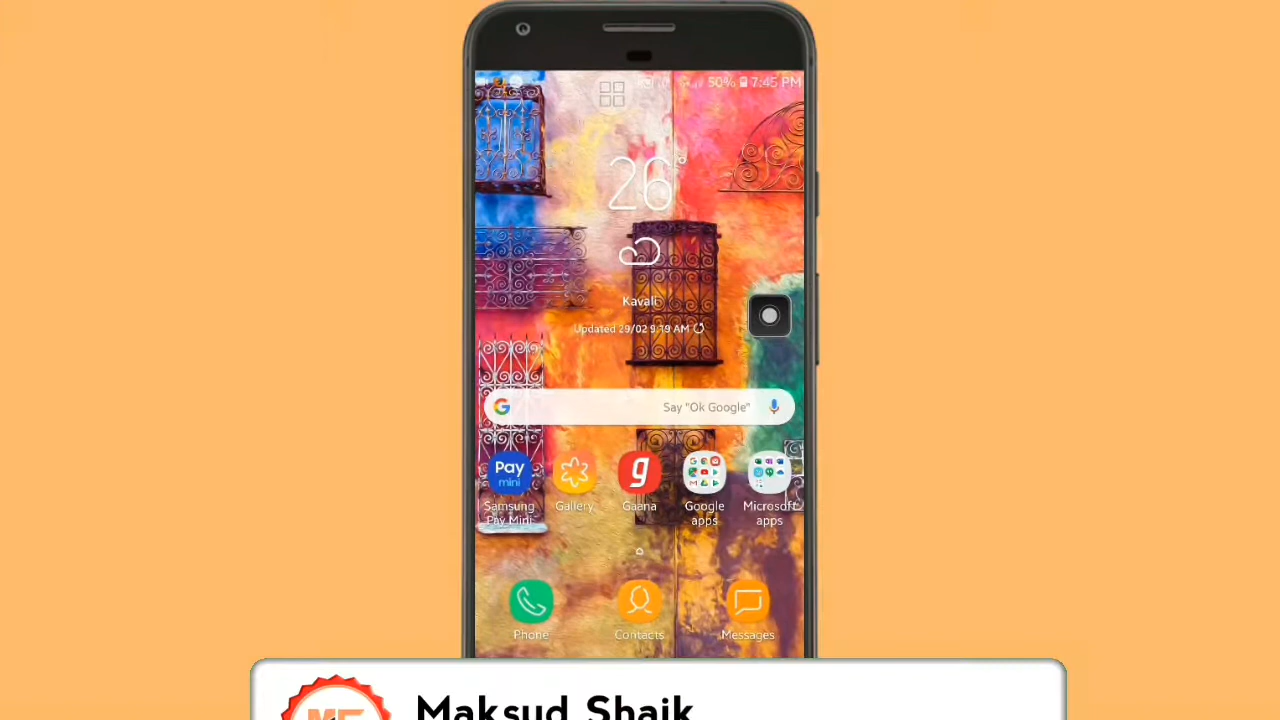 50% 7:45 PM
26°
Kavali
Updated 29/02 9:19 AM
G Say "Ok Google"
Pay
mini
g
Samsung Pay Mini
Gallery
Gaana
Google apps
Microsoft apps
Phone
Contacts
Messages
Maksud Shaik